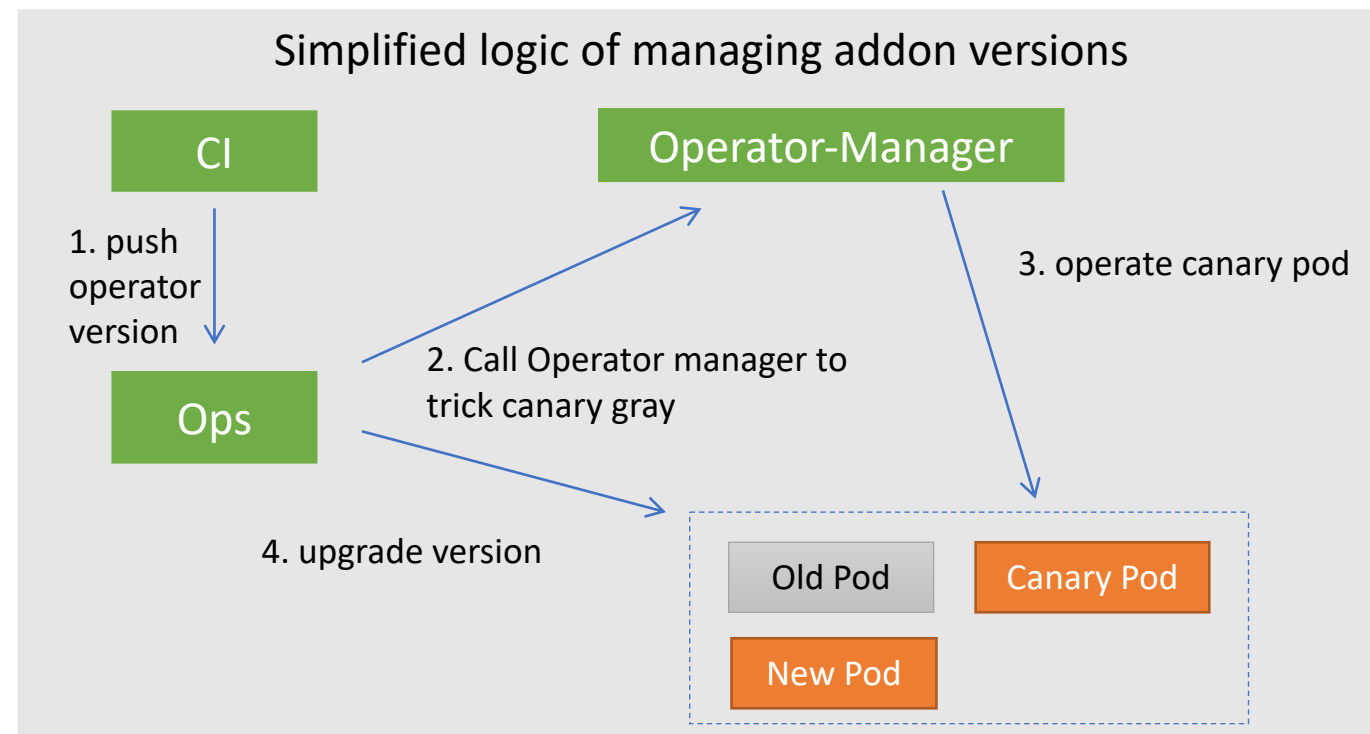 Simplified logic of managing addon versions
CI
Operator-Manager
1. push
operator
version
3. operate canary pod
2. Call Operator manager to
trick canary gray
Ops
4. upgrade version
Old Pod
Canary Pod
New Pod